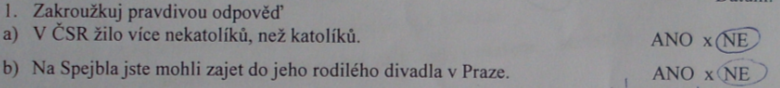 1. Zakroužkuj pravdivou odpověď
a) V ČSR žilo více nekatolíků, než katolíků. ANO x NE
b) Na Spejbla jste mohli zajet do jeho rodilého divadla v Praze. ANO x NE